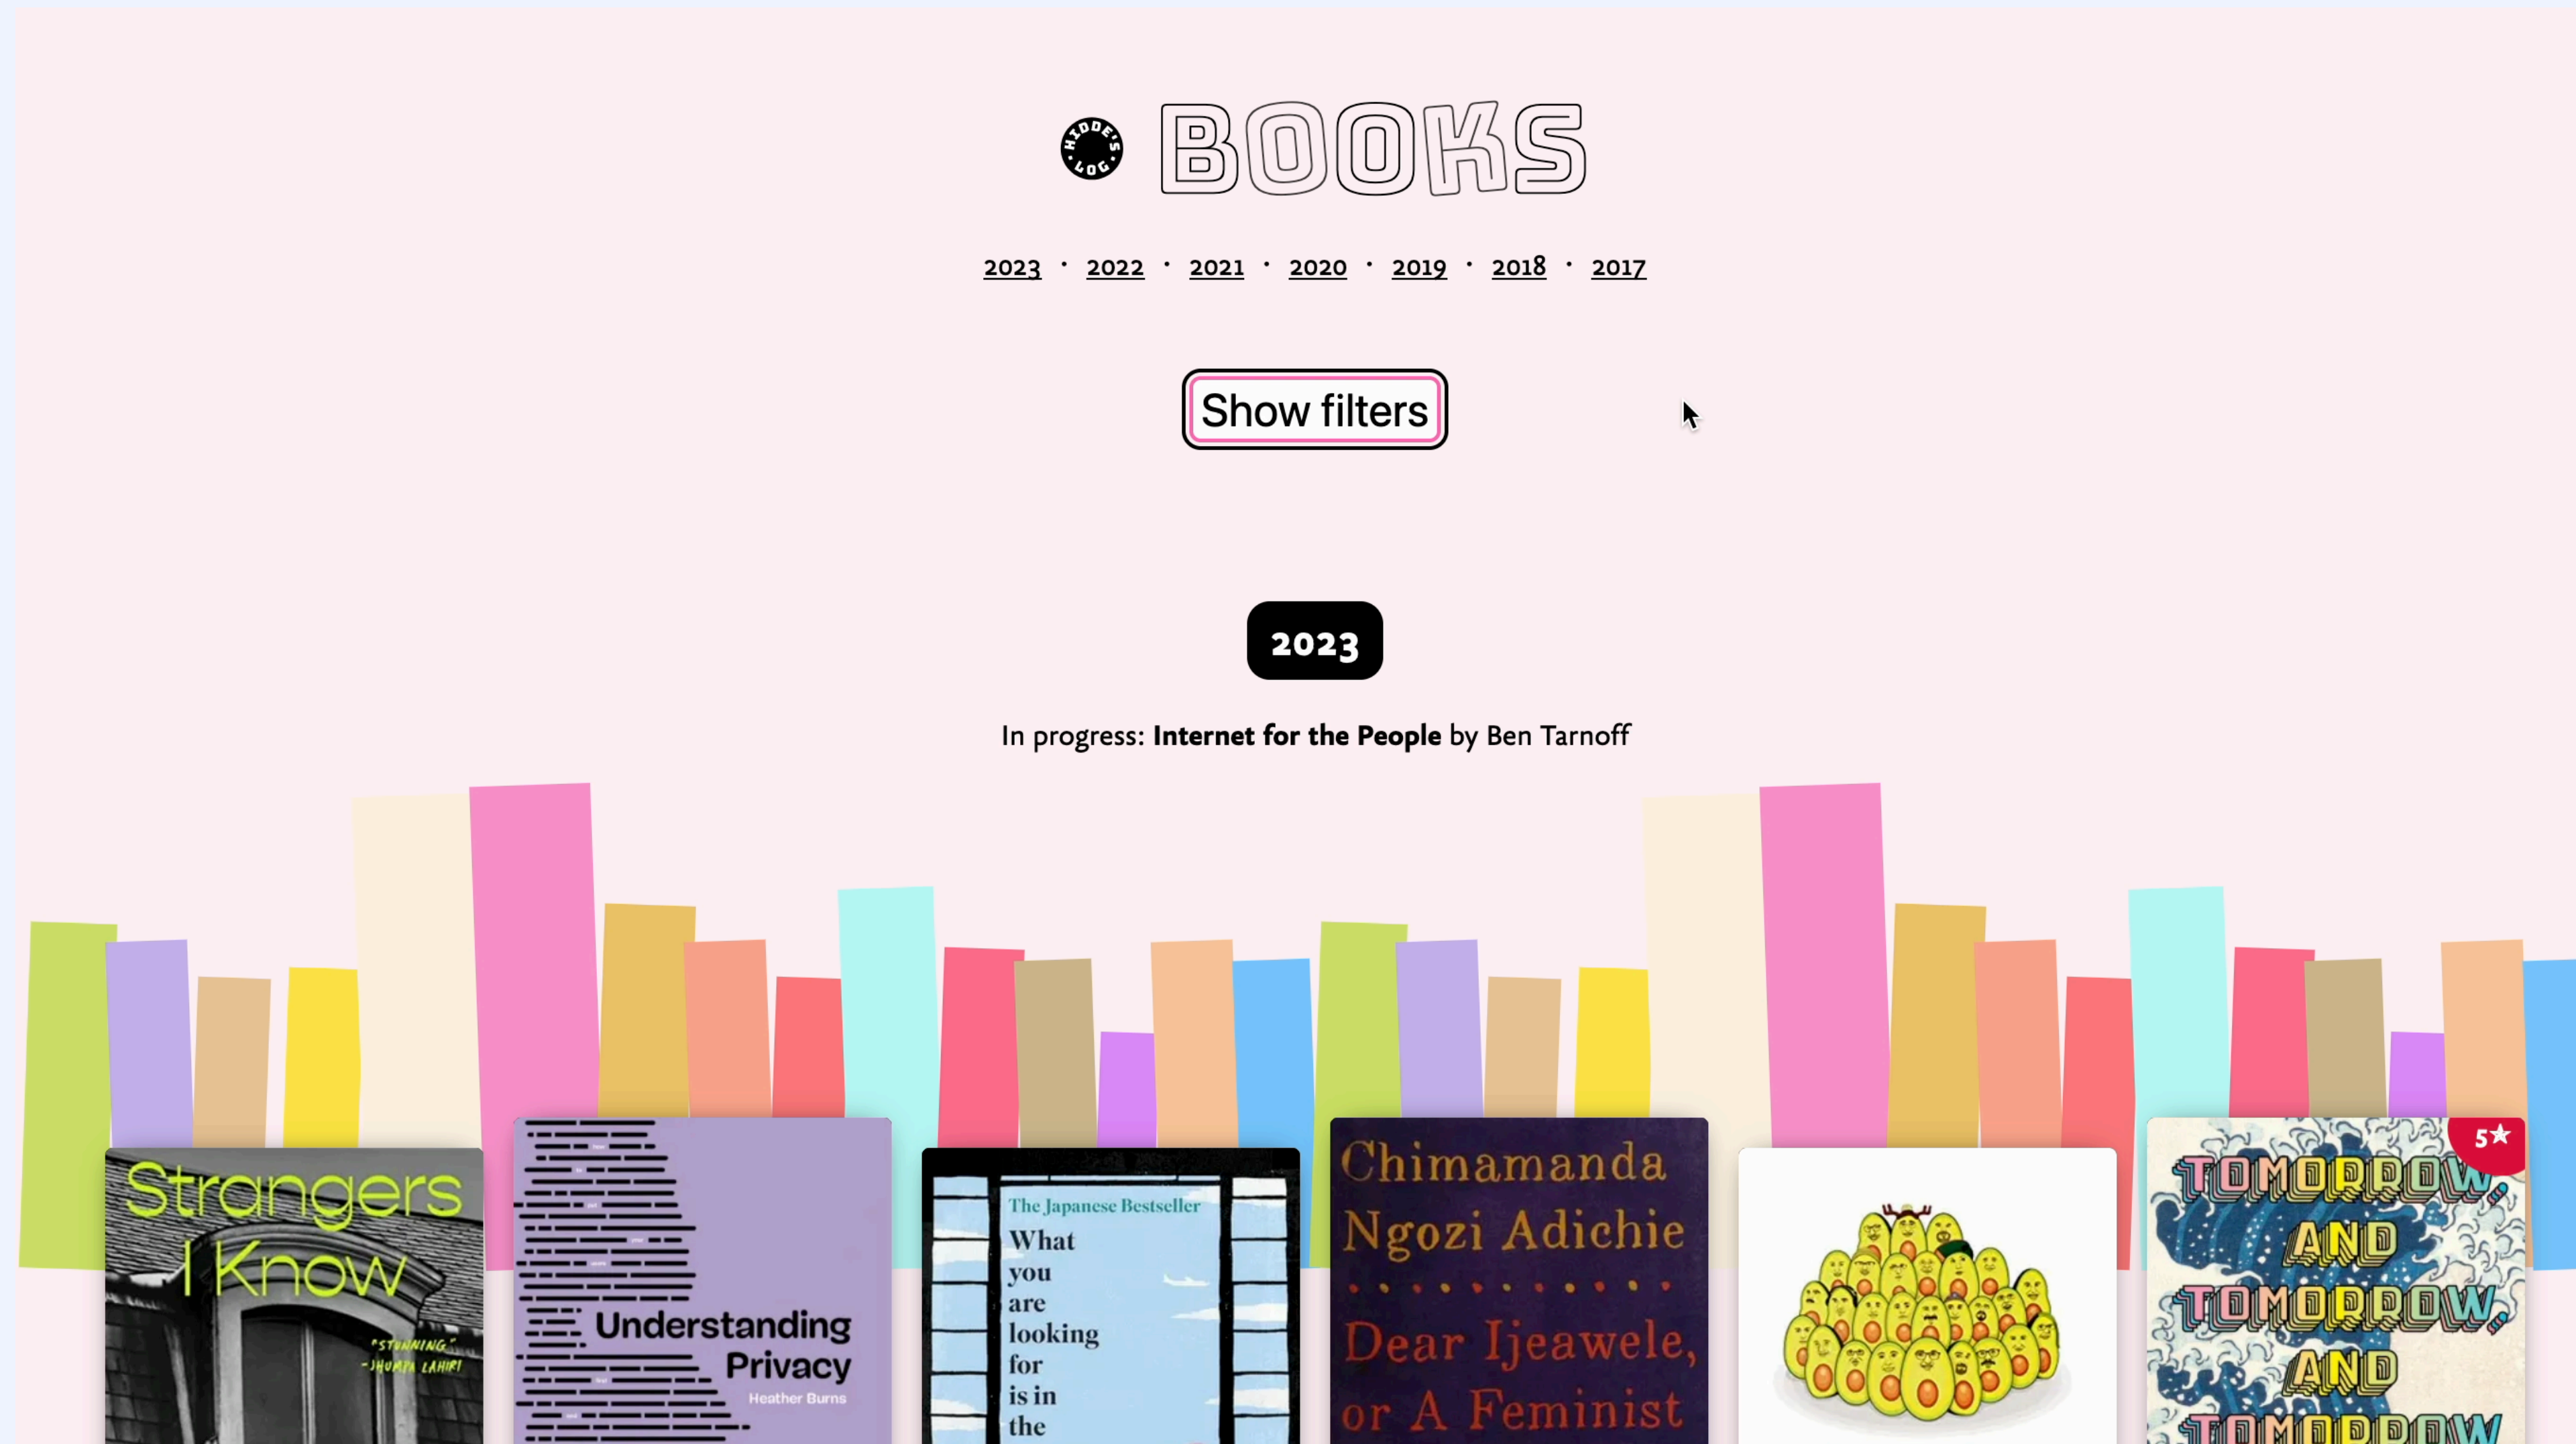 HIDDE'S LOG
BOOKS
2023 · 2022 · 2021 · 2020 · 2019 · 2018 · 2017
Show filters
2023
In progress: Internet for the People by Ben Tarnoff
Strangers
I Know
"STUNNING"
-JHUMPA LAHIRI
Understanding
Privacy
Heather Burns
The Japanese Bestseller
What
you
are
looking
for
is in
the
Chimamanda
Ngozi Adichie
Dear Ijeawele,
or A Feminist
5★
TOMORROW,
AND
TOMORROW,
AND
TOMORROW